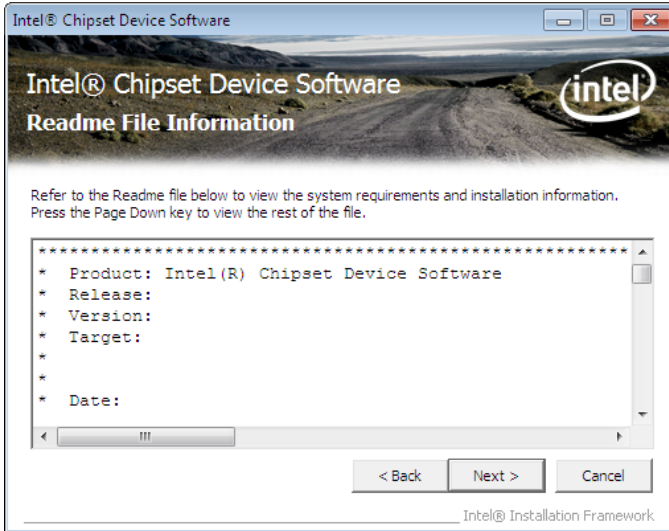 Intel® Chipset Device Software
Intel® Chipset Device Software
intel
Readme File Information
Refer to the Readme file below to view the system requirements and installation information.
Press the Page Down key to view the rest of the file.
*********************************************************
* Product: Intel(R) Chipset Device Software
* Release:
* Version:
* Target:
*
*
* Date:
< Back Next > Cancel
Intel® Installation Framework